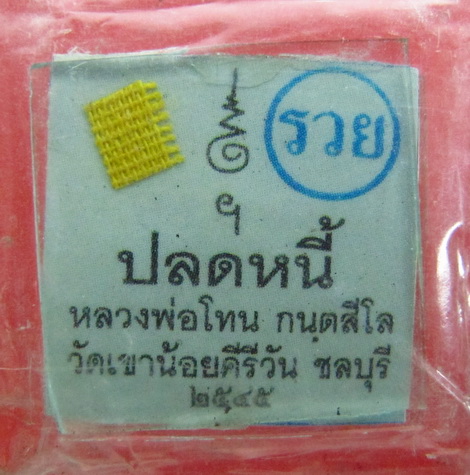 รวย
ฯ
ปลดหนี้
หลวงพ่อโทน กนฺตสีโล
วัดเขาน้อยคีรีวัน ชลบุรี
๒๕๔๕